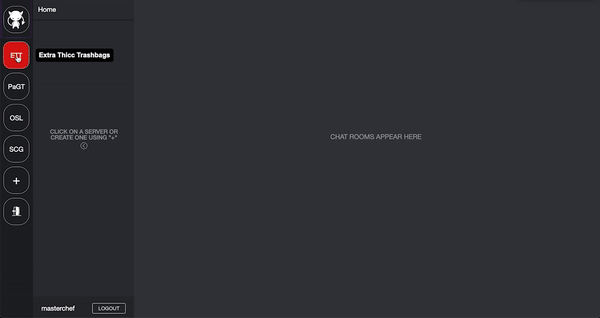 Home
ETT
Extra Thicc Trashbags
PaGT
OSL
SCG
+
CLICK ON A SERVER OR
CREATE ONE USING "+"
CHAT ROOMS APPEAR HERE
masterchef
LOGOUT